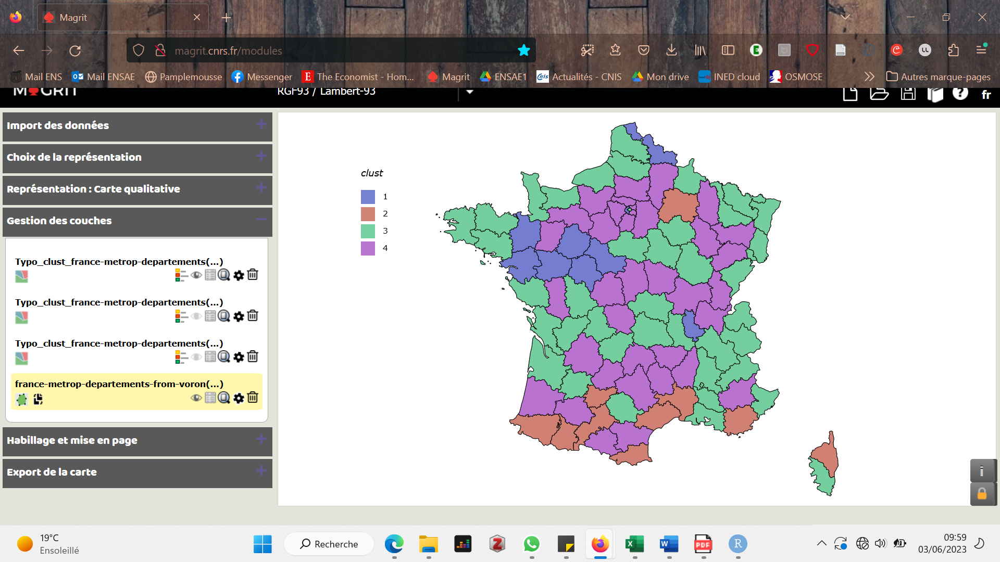 Magrit
magrit.cnrs.fr/modules
Mail ENS
Mail ENSAE
Pamplemousse
Messenger
The Economist - Hom...
Magrit
ENSAE1
Actualités - CNIS
Mon drive
INED cloud
OSMOSE
Autres marque-pages
MAGRIT
RGF93 / Lambert-93
fr
Import des données
Choix de la représentation
Représentation : Carte qualitative
Gestion des couches
Typo_clust_france-metrop-departements(...)
Typo_clust_france-metrop-departements(...)
Typo_clust_france-metrop-departements(...)
france-metrop-departements-from-voron(...)
Habillage et mise en page
Export de la carte
clust
1
2
3
4
i
19°C
Ensoleillé
Recherche
09:59
03/06/2023